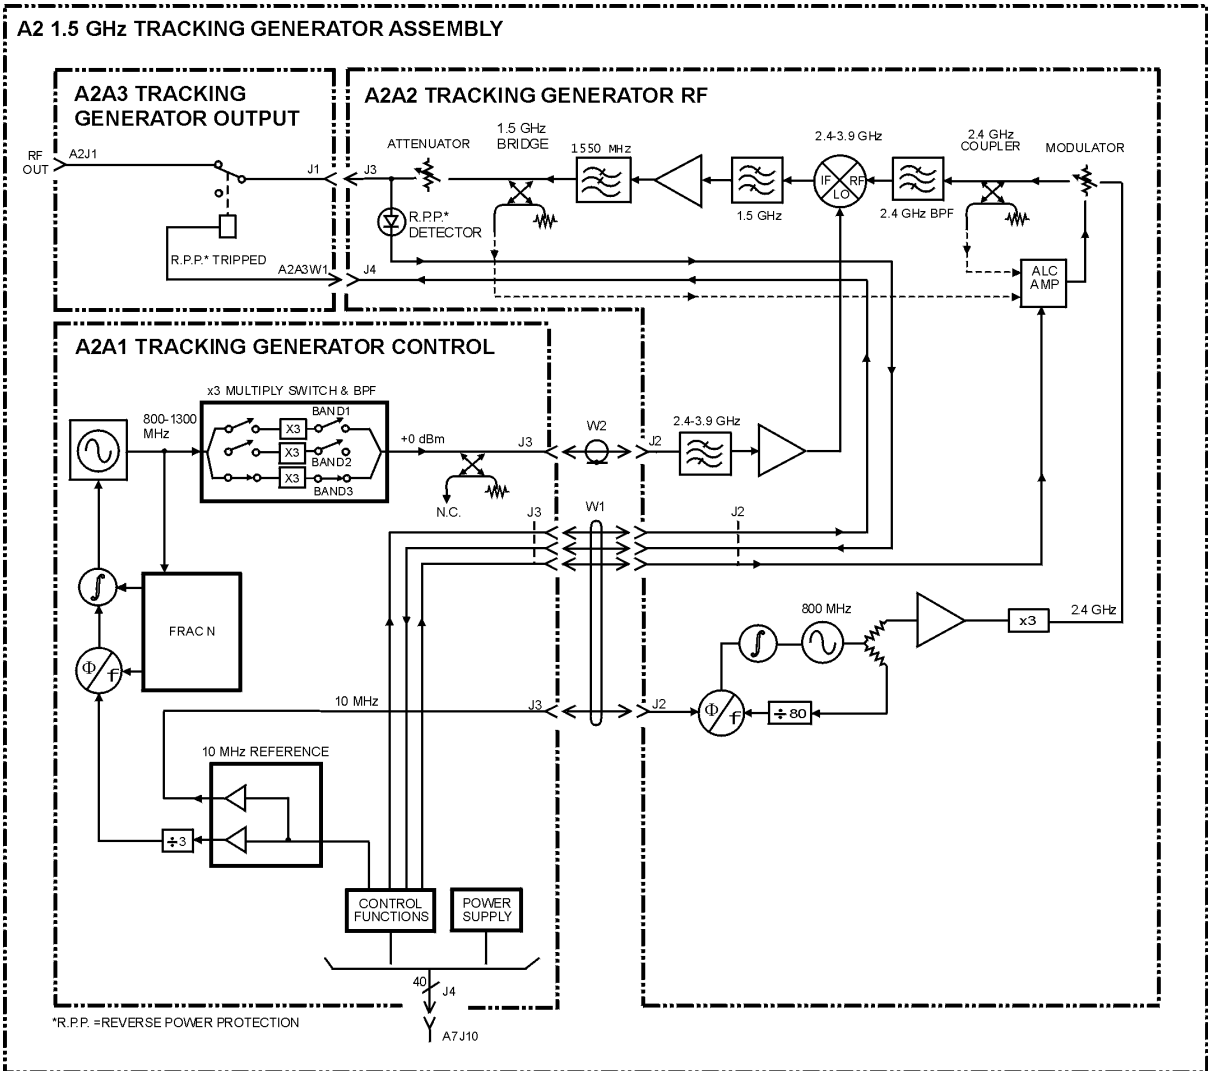 A2 1.5 GHz TRACKING GENERATOR ASSEMBLY
A2A3 TRACKING
GENERATOR OUTPUT
RF
OUT
A2J1
J1
R.P.P.* TRIPPED
A2A3W1
A2A2 TRACKING GENERATOR RF
J3
ATTENUATOR
1.5 GHz
BRIDGE
1550 MHz
1.5 GHz
2.4-3.9 GHz
IF
RF
LO
2.4 GHz BPF
2.4 GHz
COUPLER
MODULATOR
R.P.P.*
DETECTOR
J4
ALC
AMP
A2A1 TRACKING GENERATOR CONTROL
x3 MULTIPLY SWITCH & BPF
800-1300
MHz
BAND1
X3
X3
BAND2
X3
BAND3
+0 dBm
J3
N.C.
W2
J2
2.4-3.9 GHz
J3
W1
J2
∫
FRAC N
Φ/f
800 MHz
∫
x3
2.4 GHz
10 MHz
J3
J2
Φ/f
÷80
10 MHz REFERENCE
÷3
CONTROL
FUNCTIONS
POWER
SUPPLY
40
J4
A7J10
*R.P.P. =REVERSE POWER PROTECTION